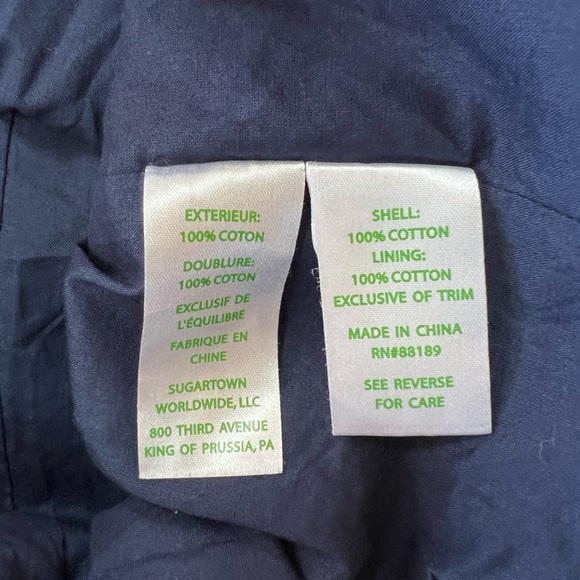 EXTERIEUR:
100% COTON
DOUBLURE:
100% COTON
EXCLUSIF DE
L'ÉQUILIBRE
FABRIQUE EN
CHINE
SUGARTOWN
WORLDWIDE, LLC
800 THIRD AVENUE
KING OF PRUSSIA, PA
SHELL:
100% COTTON
LINING:
100% COTTON
EXCLUSIVE OF TRIM
MADE IN CHINA
RN#88189
SEE REVERSE
FOR CARE